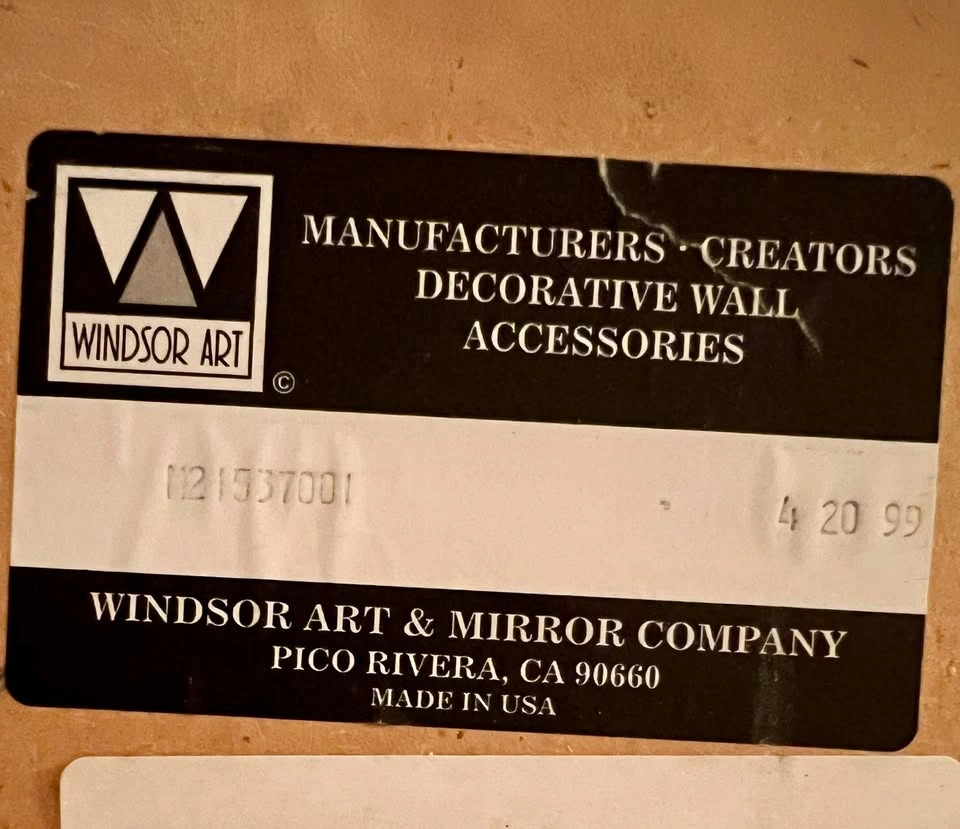 WINDSOR ART
©
MANUFACTURERS · CREATORS
DECORATIVE WALL
ACCESSORIES
M21537001 4 20 99
WINDSOR ART & MIRROR COMPANY
PICO RIVERA, CA 90660
MADE IN USA